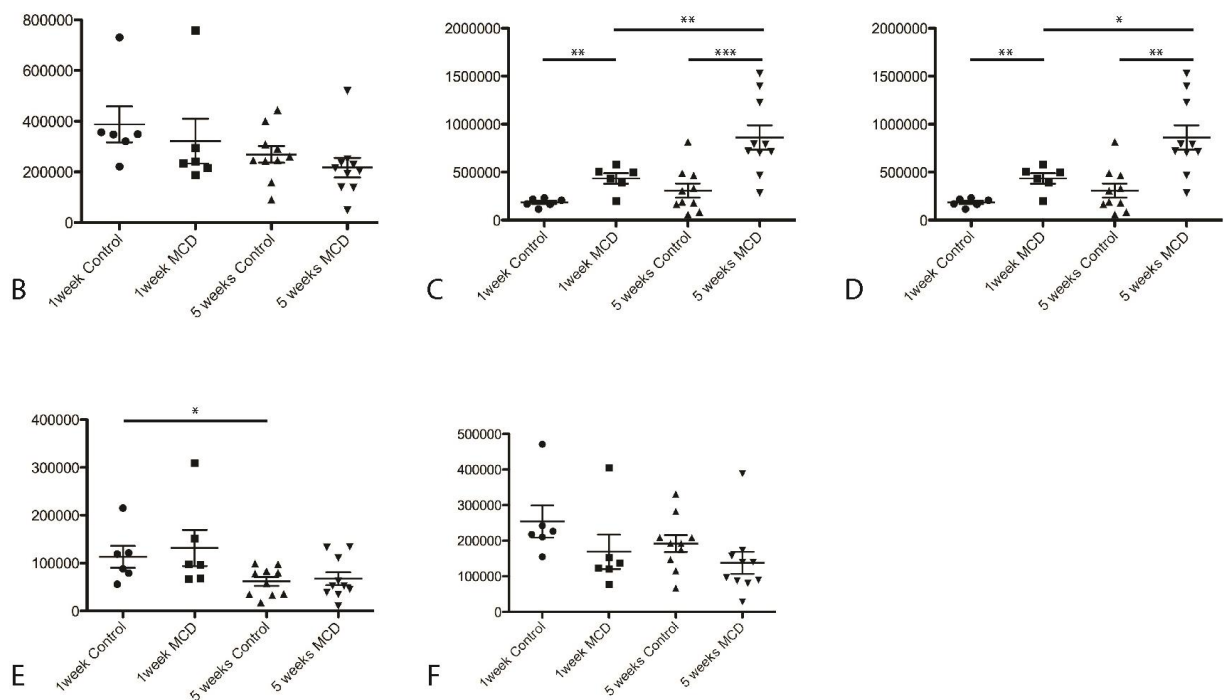 800000
600000
400000
200000
0
1week Control
1week MCD
5 weeks Control
5 weeks MCD
B
2000000
1500000
1000000
500000
0
**
**
***
1week Control
1week MCD
5 weeks Control
5 weeks MCD
C
2000000
1500000
1000000
500000
0
*
**
**
1week Control
1week MCD
5 weeks Control
5 weeks MCD
D
400000
300000
200000
100000
0
*
1week Control
1week MCD
5 weeks Control
5 weeks MCD
E
500000
400000
300000
200000
100000
0
1week Control
1week MCD
5 weeks Control
5 weeks MCD
F